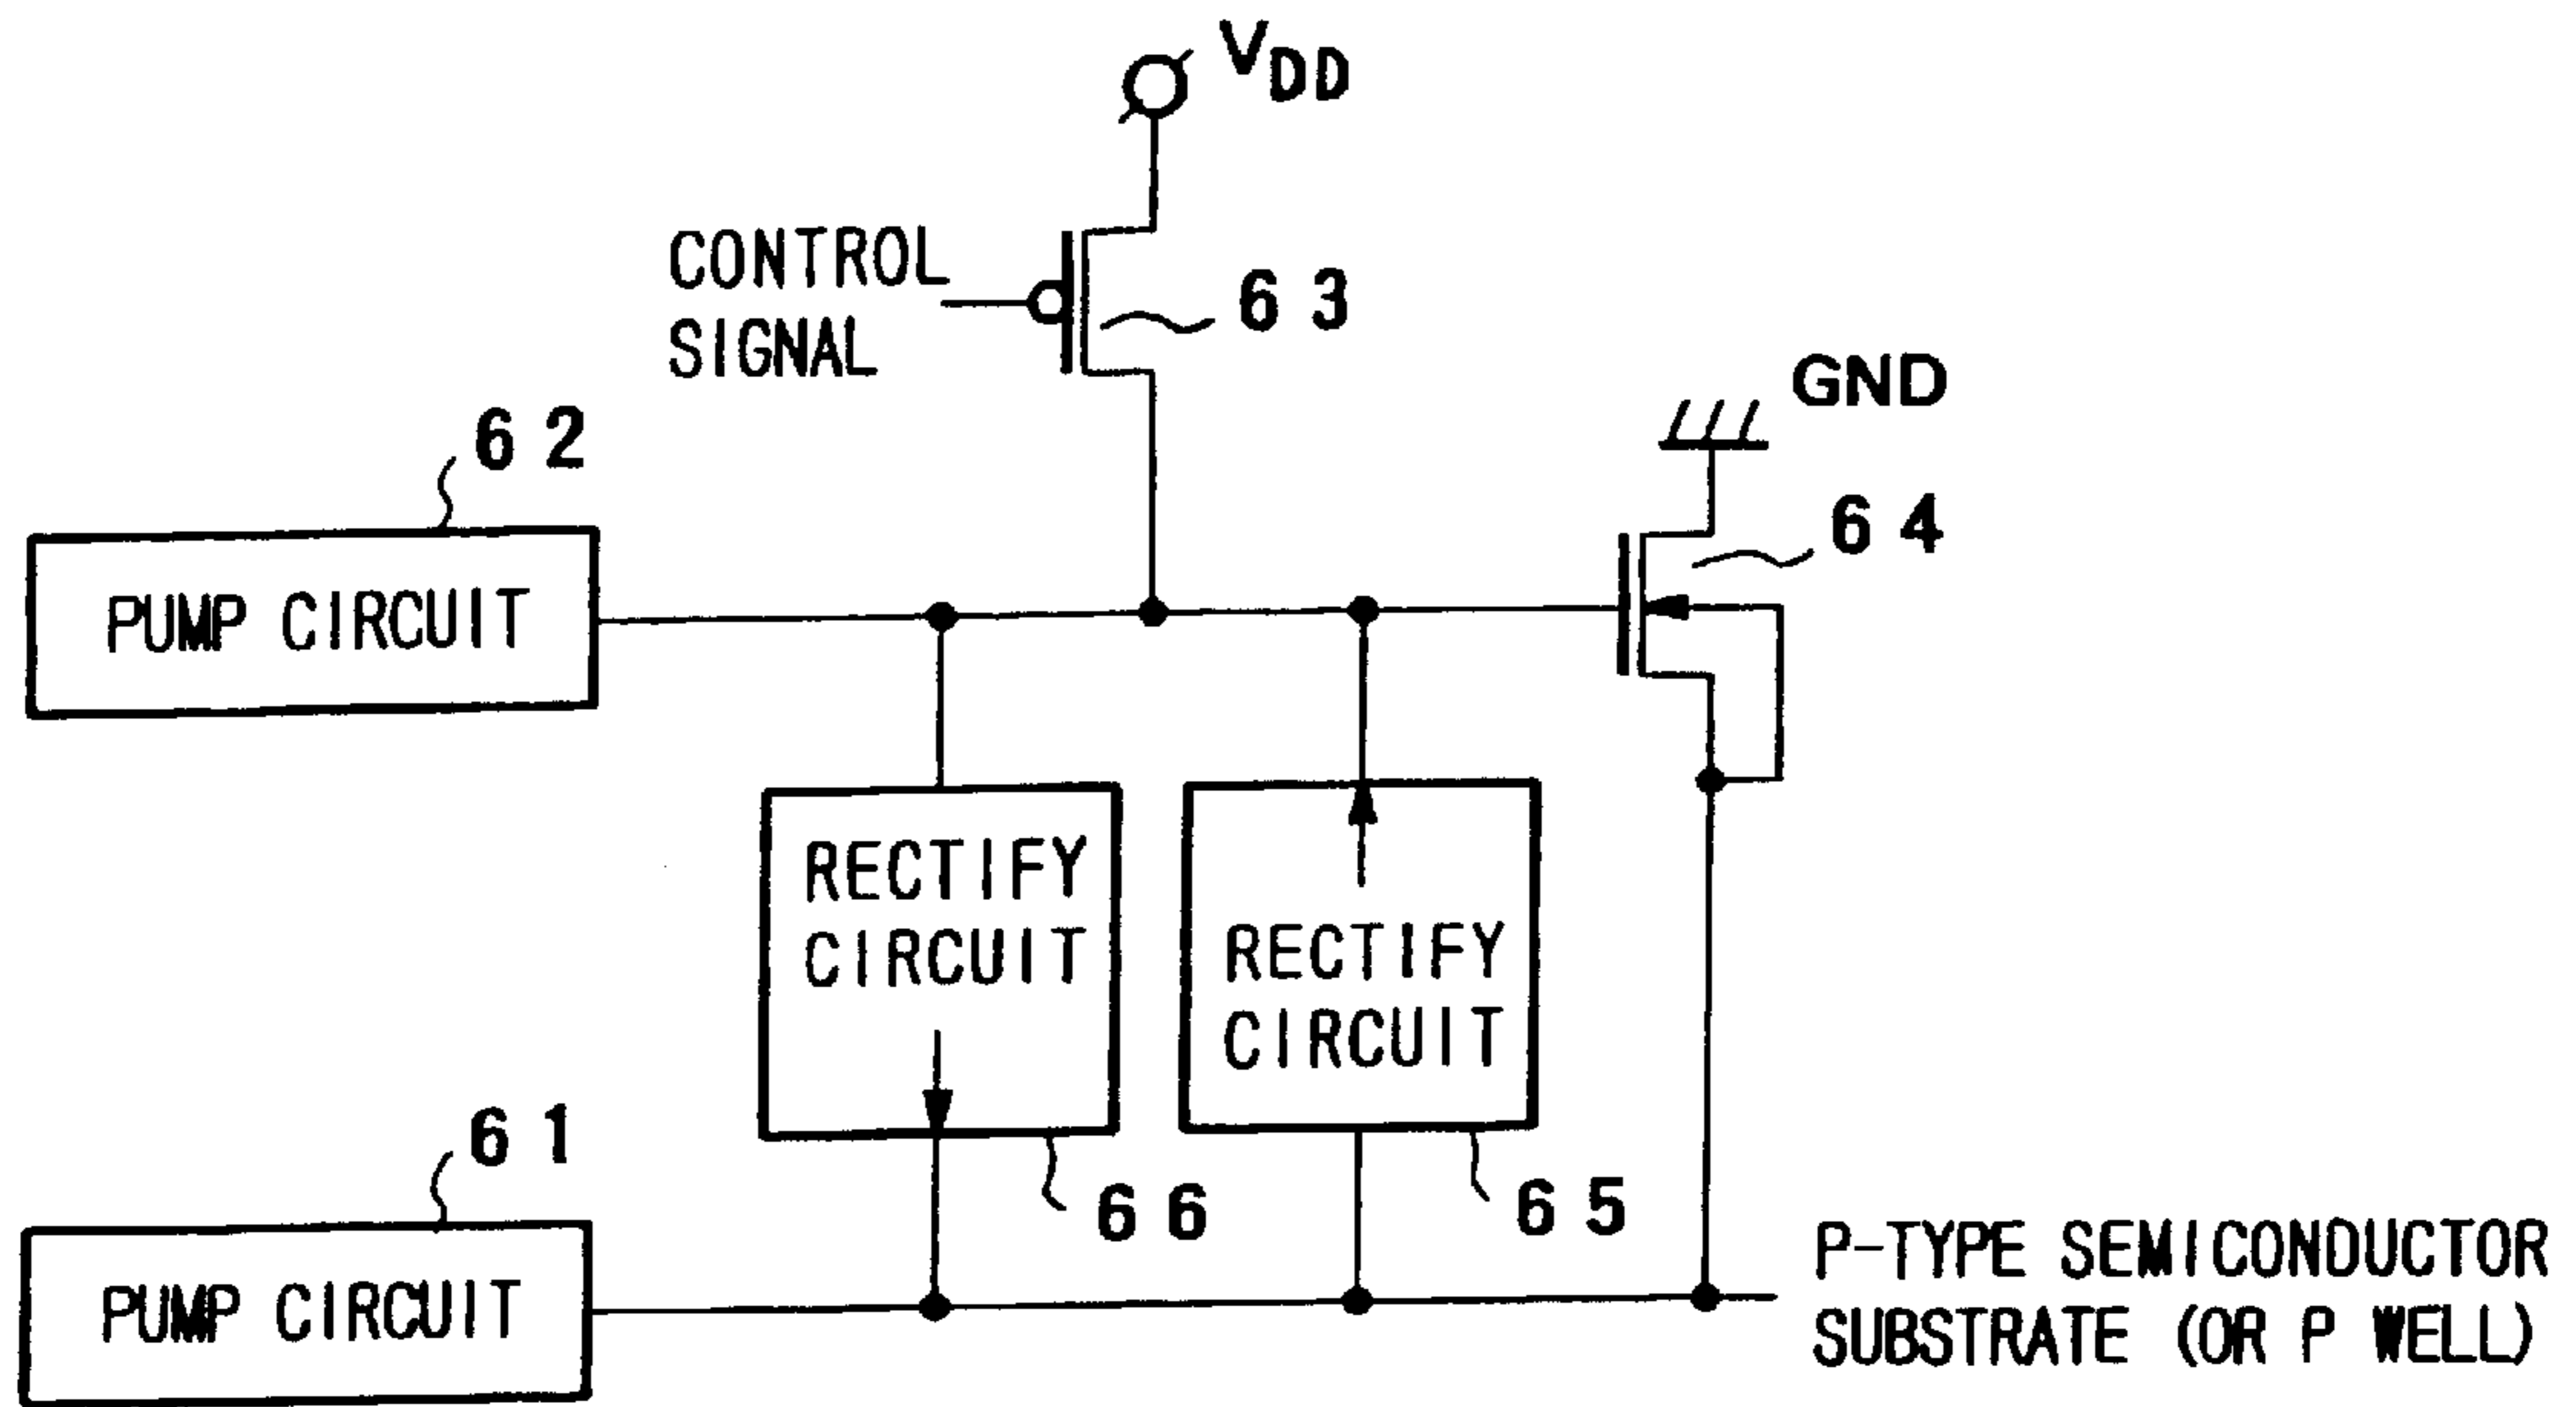 VDD
CONTROL
SIGNAL
6 3
GND
6 2
6 4
PUMP CIRCUIT
RECTIFY
CIRCUIT
RECTIFY
CIRCUIT
6 1
6 6
6 5
PUMP CIRCUIT
P-TYPE SEMICONDUCTOR
SUBSTRATE (OR P WELL)